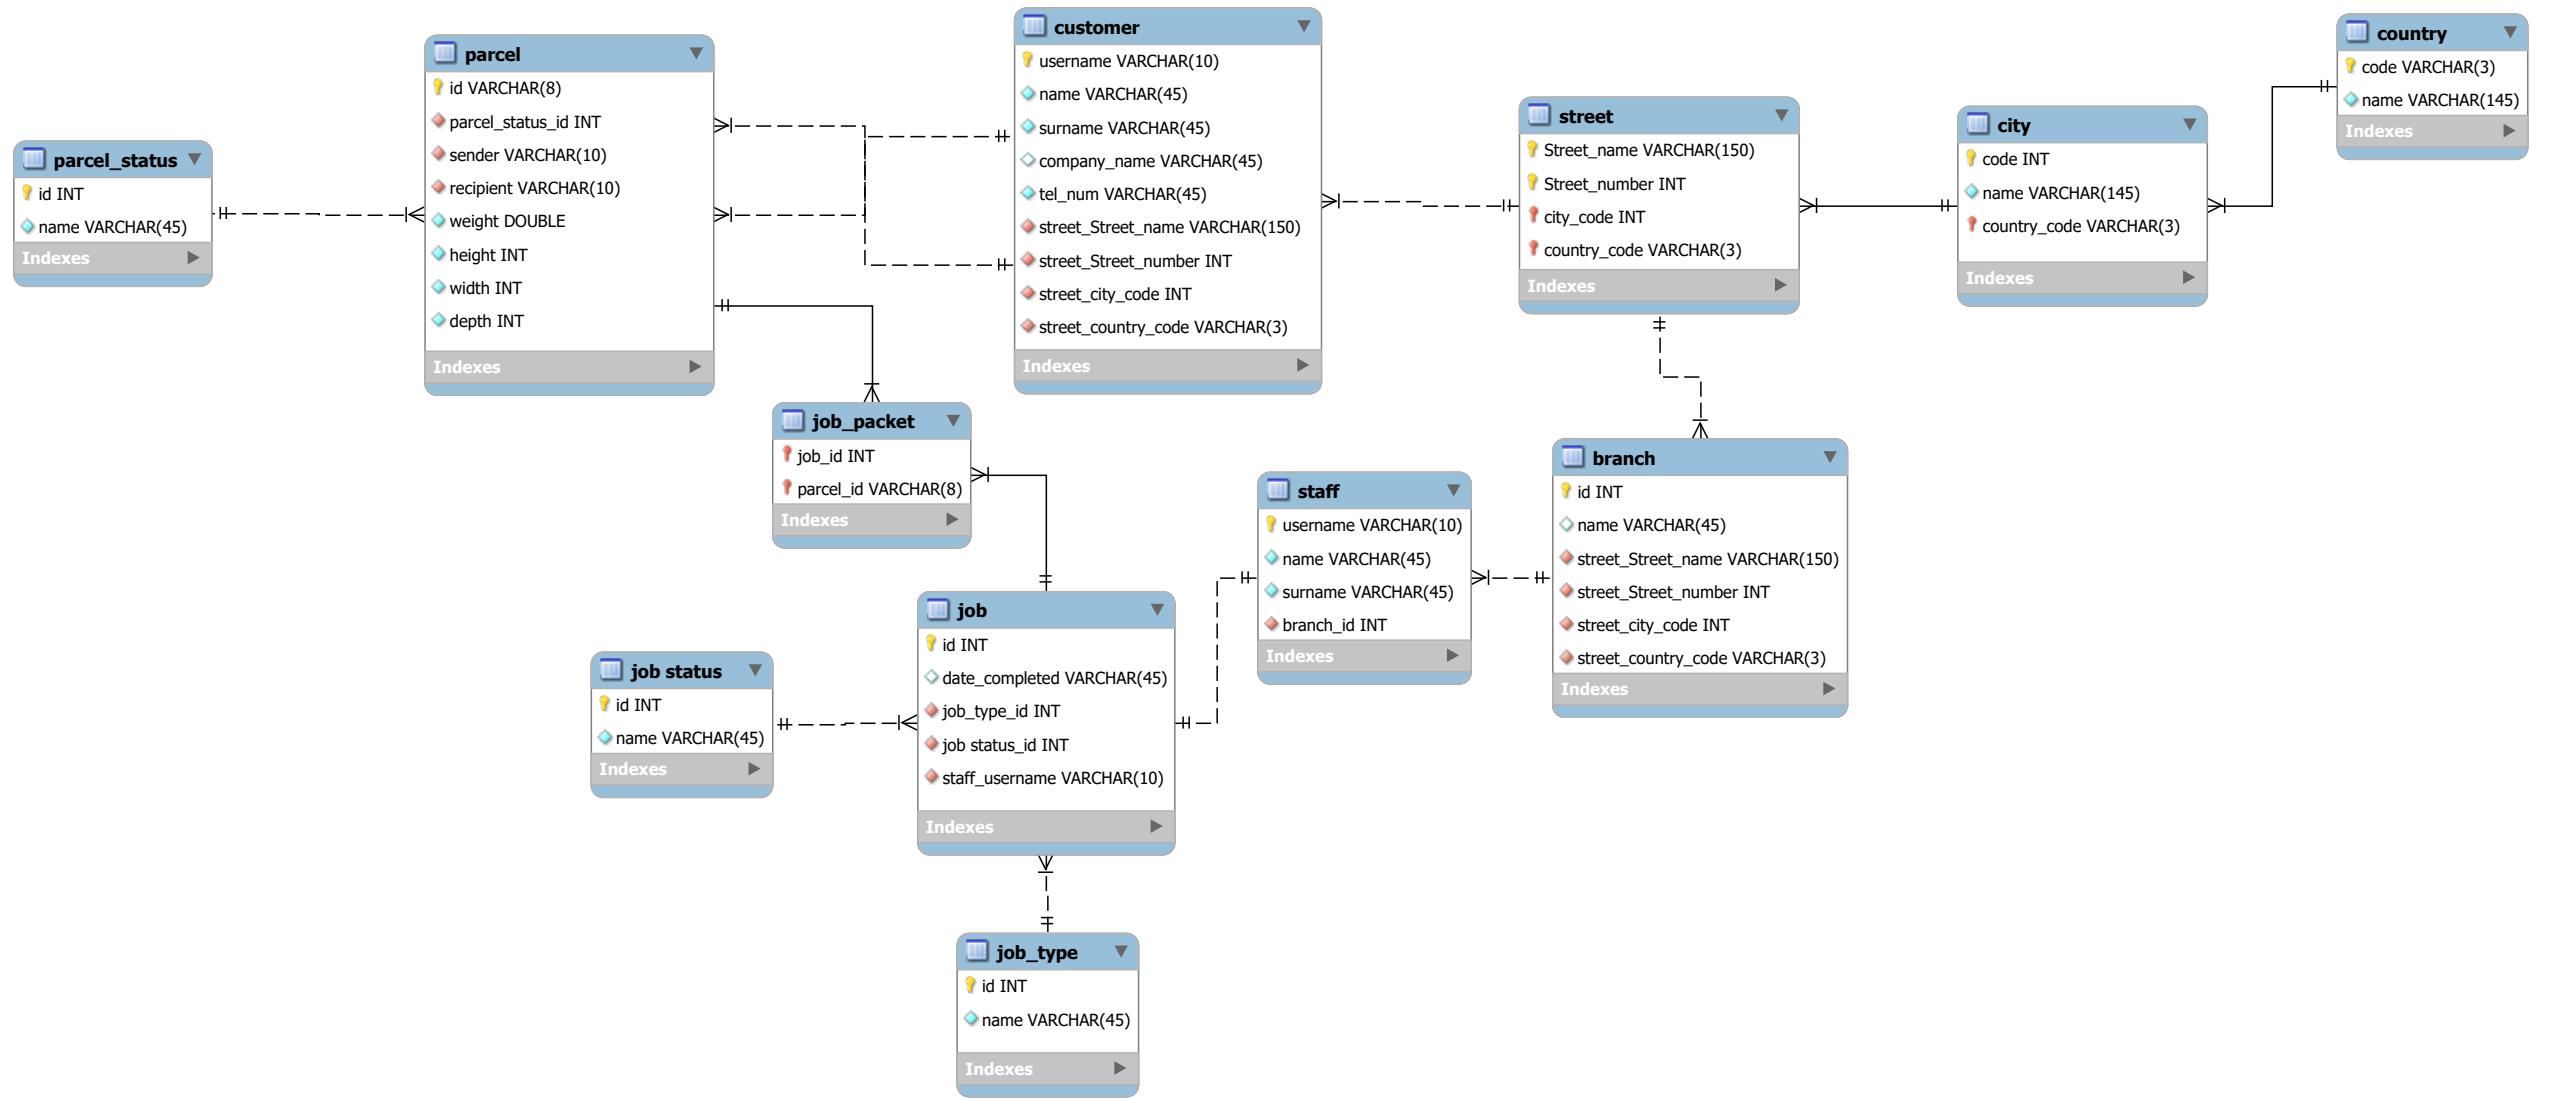 parcel_status
id INT
name VARCHAR(45)
Indexes
parcel
id VARCHAR(8)
parcel_status_id INT
sender VARCHAR(10)
recipient VARCHAR(10)
weight DOUBLE
height INT
width INT
depth INT
Indexes
customer
username VARCHAR(10)
name VARCHAR(45)
surname VARCHAR(45)
company_name VARCHAR(45)
tel_num VARCHAR(45)
street_Street_name VARCHAR(150)
street_Street_number INT
street_city_code INT
street_country_code VARCHAR(3)
Indexes
street
Street_name VARCHAR(150)
Street_number INT
city_code INT
country_code VARCHAR(3)
Indexes
city
code INT
name VARCHAR(145)
country_code VARCHAR(3)
Indexes
country
code VARCHAR(3)
name VARCHAR(145)
Indexes
job_packet
job_id INT
parcel_id VARCHAR(8)
Indexes
staff
username VARCHAR(10)
name VARCHAR(45)
surname VARCHAR(45)
branch_id INT
Indexes
branch
id INT
name VARCHAR(45)
street_Street_name VARCHAR(150)
street_Street_number INT
street_city_code INT
street_country_code VARCHAR(3)
Indexes
job status
id INT
name VARCHAR(45)
Indexes
job
id INT
date_completed VARCHAR(45)
job_type_id INT
job status_id INT
staff_username VARCHAR(10)
Indexes
job_type
id INT
name VARCHAR(45)
Indexes